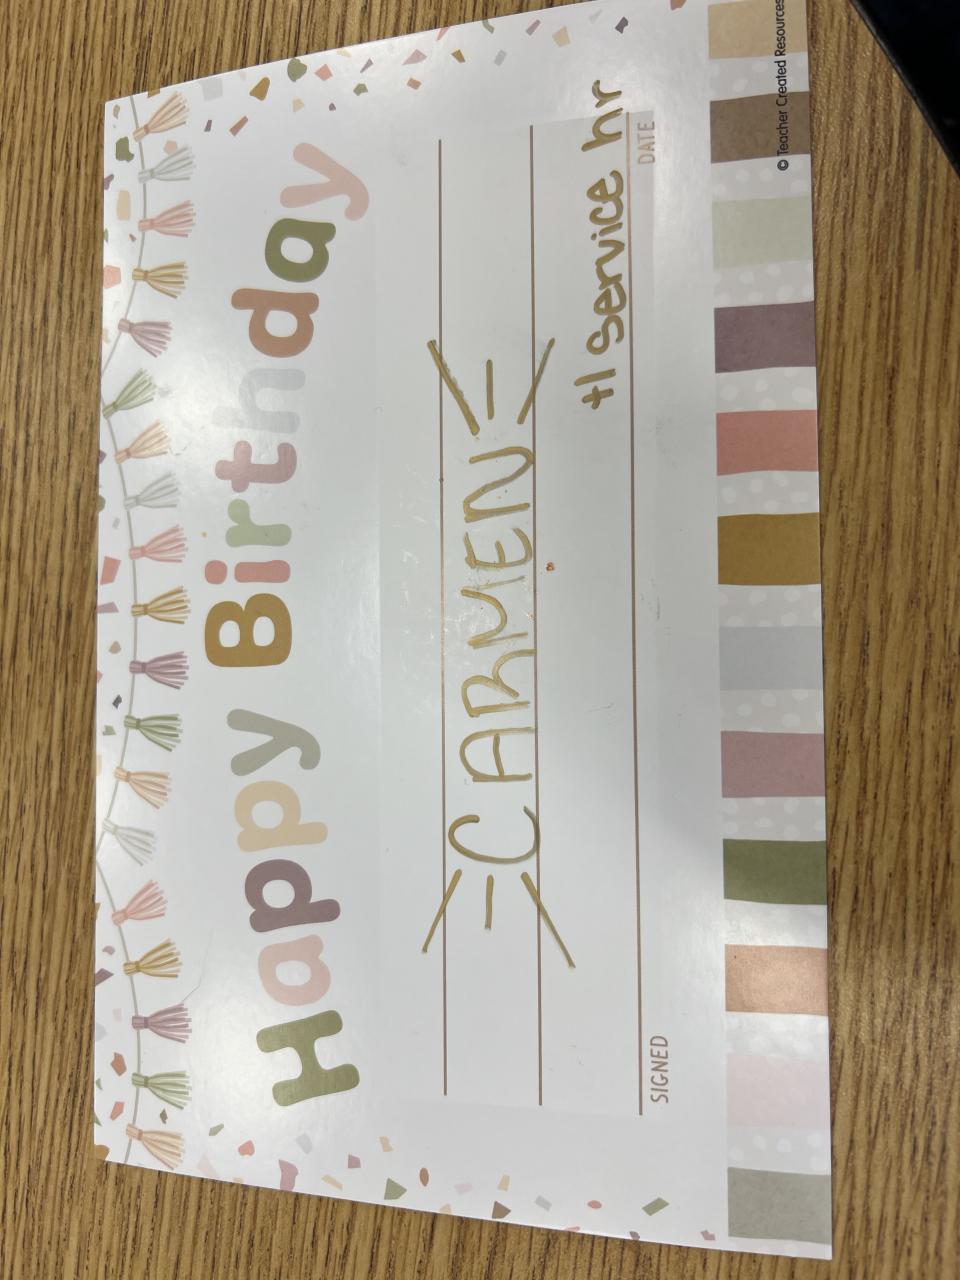 Happy Birthday
CARMEN
+1 service hr
SIGNED DATE
© Teacher Created Resources